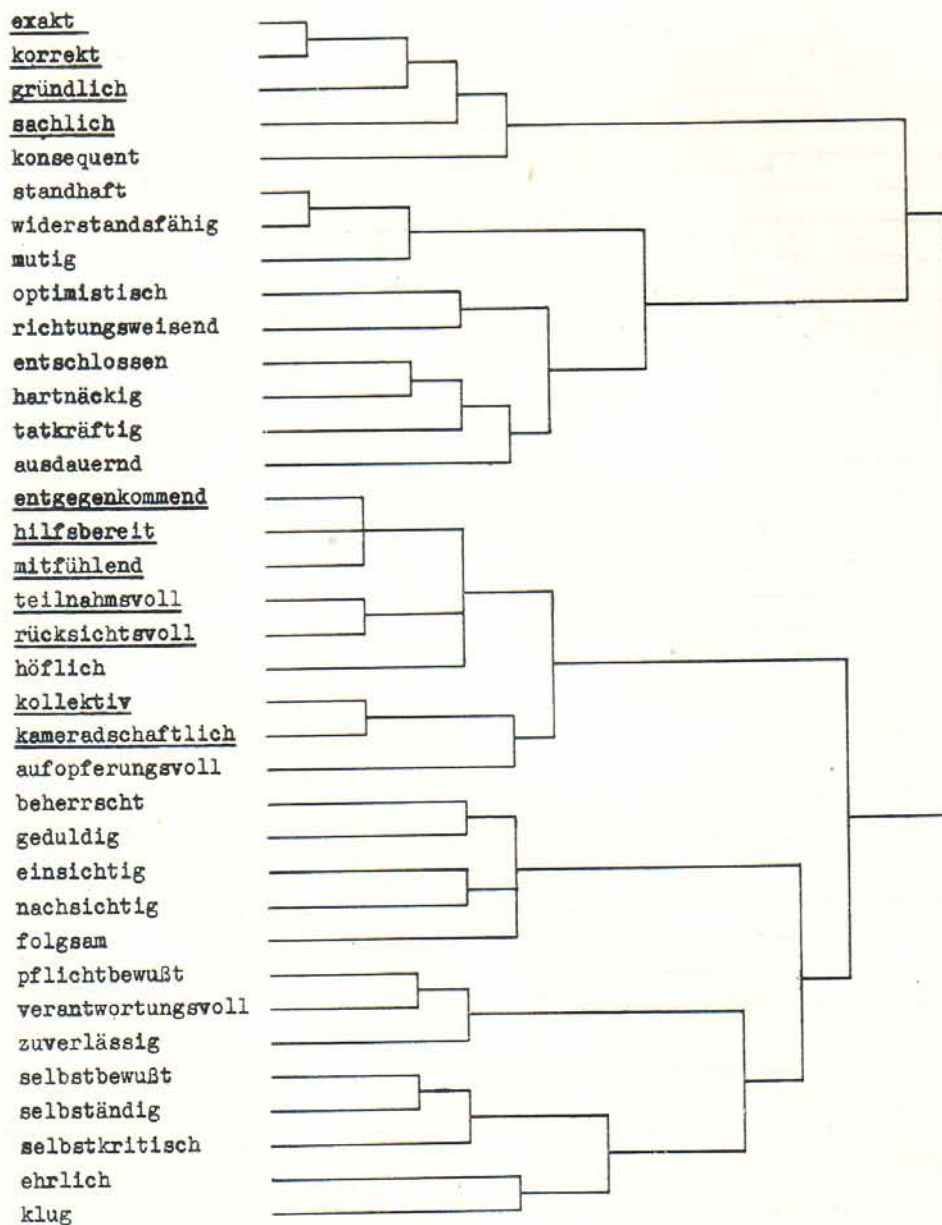 exakt
korrekt
gründlich
sachlich
konsequent
standhaft
widerstandsfähig
mutig
optimistisch
richtungsweisend
entschlossen
hartnäckig
tatkräftig
ausdauernd
entgegenkommend
hilfsbereit
mitfühlend
teilnahmsvoll
rücksichtsvoll
höflich
kollektiv
kameradschaftlich
aufopferungsvoll
beherrscht
geduldig
einsichtig
nachsichtig
folgsam
pflichtbewußt
verantwortungsvoll
zuverlässig
selbstbewußt
selbständig
selbstkritisch
ehrlich
klug